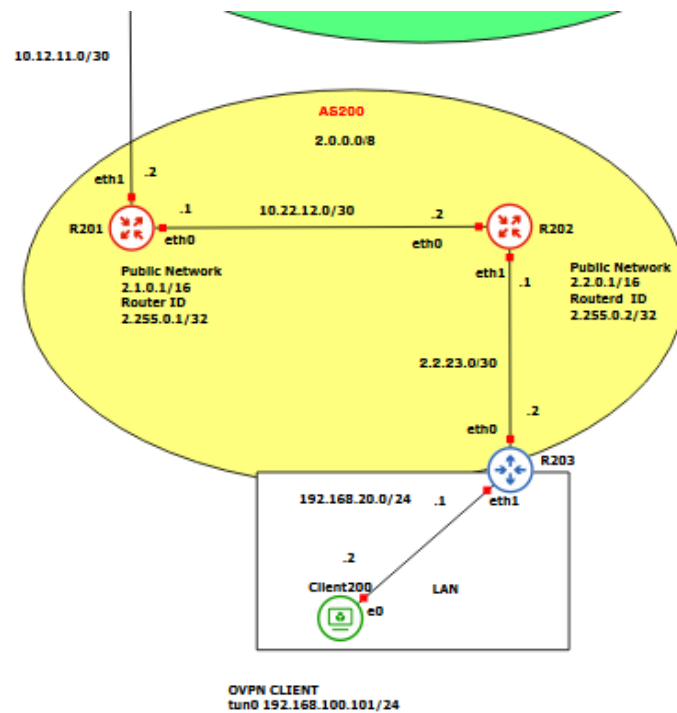 10.12.11.0/30
AS200
2.0.0.0/8
eth1
.2
.1
10.22.12.0/30
.2
R201
eth0
eth0
R202
Public Network
2.1.0.1/16
Router ID
2.255.0.1/32
eth1
.1
Public Network
2.2.0.1/16
Routerd ID
2.255.0.2/32
2.2.23.0/30
.2
eth0
R203
192.168.20.0/24
.1
eth1
.2
Client200
LAN
e0
OVPN CLIENT
tun0 192.168.100.101/24